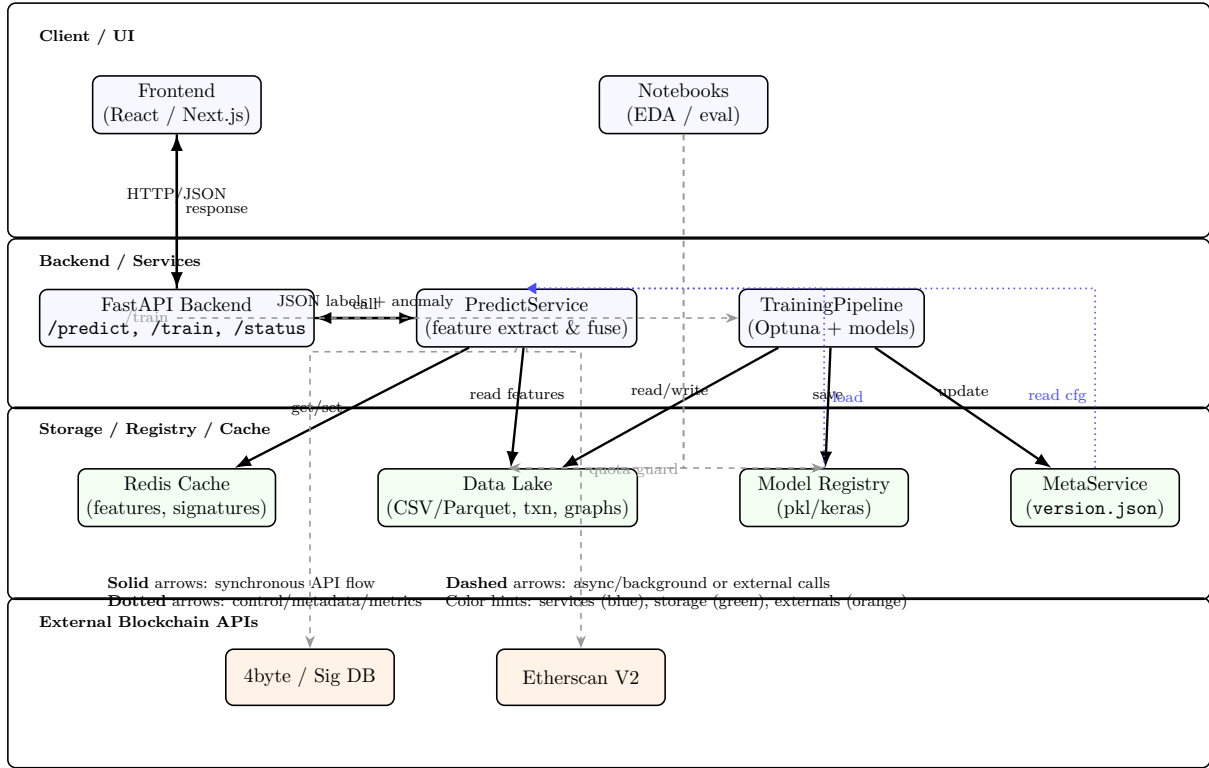 Client / UI
Frontend
(React / Next.js)
Notebooks
(EDA / eval)
HTTP/JSON
response
Backend / Services
FastAPI Backend
/predict, /train, /status
/train
JSON labels + anomaly
call
PredictService
(feature extract & fuse)
TrainingPipeline
(Optuna + models)
get/set
read features
read/write
save
load
update
read cfg
Storage / Registry / Cache
quota guard
Redis Cache
(features, signatures)
Data Lake
(CSV/Parquet, txn, graphs)
Model Registry
(pkl/keras)
MetaService
(version.json)
Solid arrows: synchronous API flow
Dotted arrows: control/metadata/metrics
Dashed arrows: async/background or external calls
Color hints: services (blue), storage (green), externals (orange)
External Blockchain APIs
4byte / Sig DB
Etherscan V2